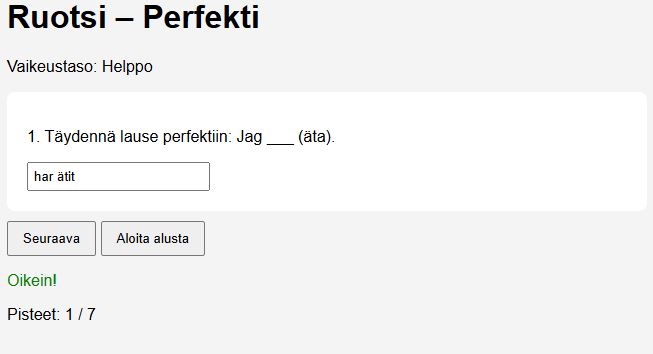 Ruotsi – Perfekti
Vaikeustaso: Helppo
1. Täydennä lause perfektiin: Jag ___ (äta).
har ätit
Seuraava Aloita alusta
Oikein!
Pisteet: 1 / 7